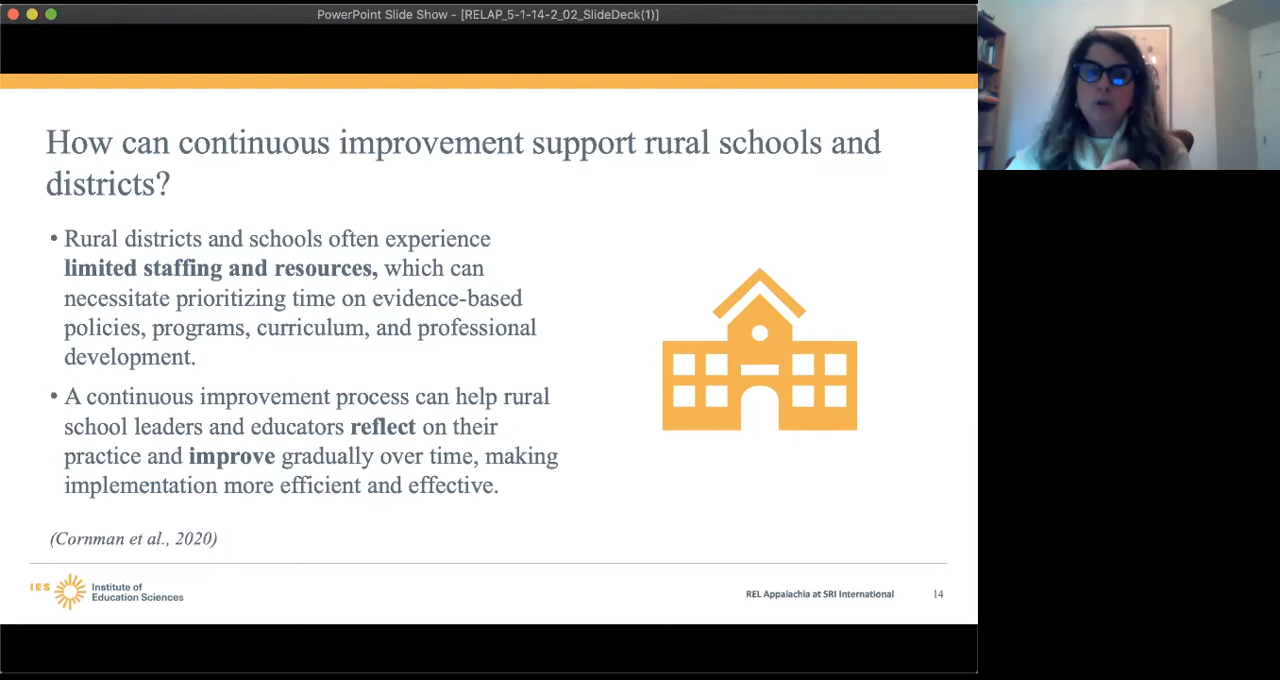 PowerPoint Slide Show - [RELAP_5-1-14-2_02_SlideDeck(1)]
How can continuous improvement support rural schools and
districts?
• Rural districts and schools often experience
limited staffing and resources, which can
necessitate prioritizing time on evidence-based
policies, programs, curriculum, and professional
development.
• A continuous improvement process can help rural
school leaders and educators reflect on their
practice and improve gradually over time, making
implementation more efficient and effective.
(Cornman et al., 2020)
IES Institute of
Education Sciences
REL Appalachia at SRI International
14